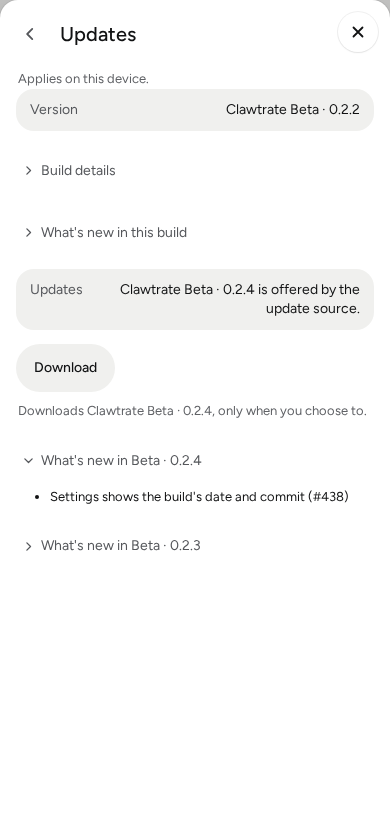 Updates
Applies on this device.
Version Clawtrate Beta · 0.2.2
Build details
What's new in this build
Updates Clawtrate Beta · 0.2.4 is offered by the
update source.
Download
Downloads Clawtrate Beta · 0.2.4, only when you choose to.
What's new in Beta · 0.2.4
• Settings shows the build's date and commit (#438)
What's new in Beta · 0.2.3